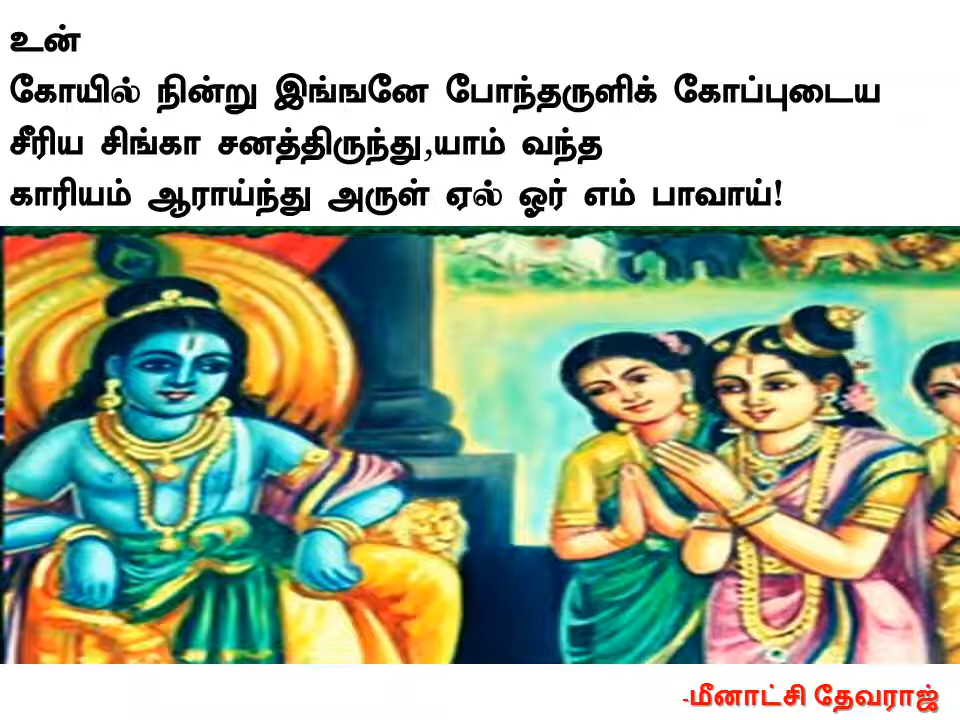 உன்
கோயில் நின்று இங்ஙனே போந்தருளிக் கோப்புடைய
சீரிய சிங்கா சனத்திருந்து,யாம் வந்த
காரியம் ஆராய்ந்து அருள் ஏல் ஓர் எம் பாவாய்!
-மீனாட்சி தேவராஜ்